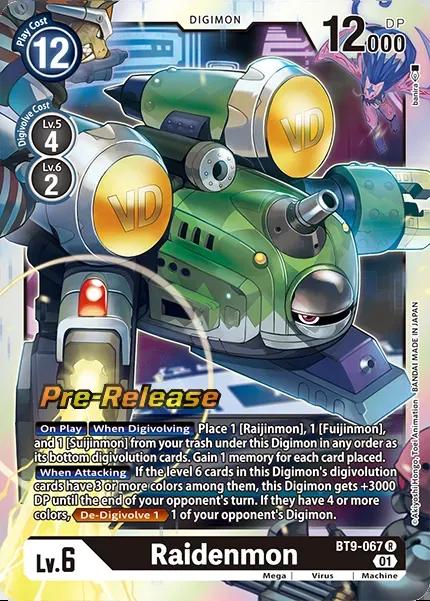 Play Cost
12
DIGIMON
DP
12000
Digivolve Cost
Lv.5
4
Lv.6
2
banira
VD
VD
VD
Pre-Release
On Play When Digivolving Place 1 [Raijinmon], 1 [Fuijinmon],
and 1 [Suijinmon] from your trash under this Digimon in any order as
its bottom digivolution cards. Gain 1 memory for each card placed.
When Attacking If the level 6 cards in this Digimon's digivolution
cards have 3 or more colors among them, this Digimon gets +3000
DP until the end of your opponent's turn. If they have 4 or more
colors, De-Digivolve 1 1 of your opponent's Digimon.
©Akiyoshi Hongo, Toei Animation ・BANDAI MADE IN JAPAN
Lv.6
Raidenmon
BT9-067 R
01
Mega Virus Machine